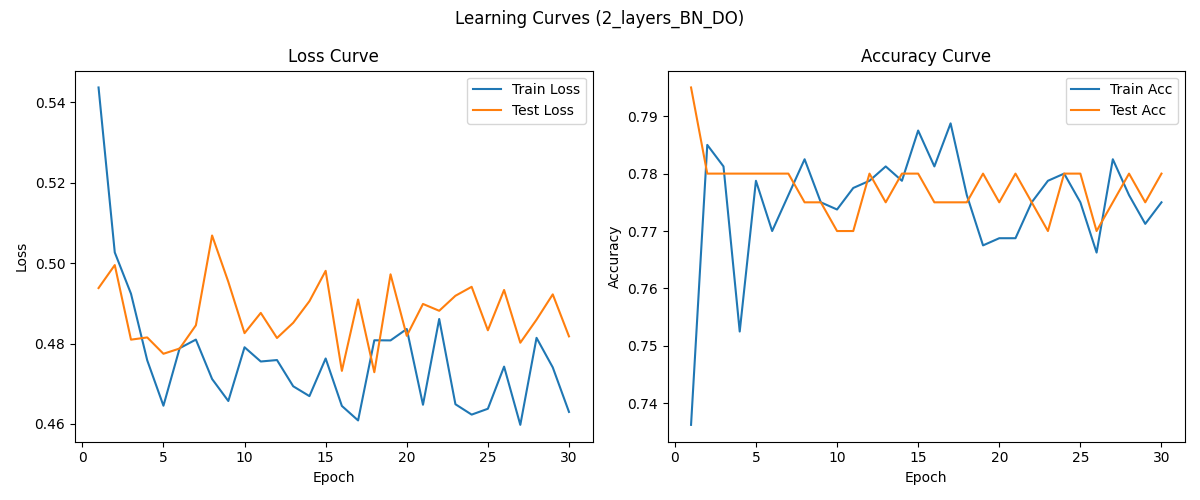 Learning Curves (2_layers_BN_DO)
Loss Curve
Train Loss
Test Loss
0.54
0.52
0.50
0.48
0.46
Loss
0 5 10 15 20 25 30
Epoch
Accuracy Curve
Train Acc
Test Acc
0.79
0.78
0.77
0.76
0.75
0.74
Accuracy
0 5 10 15 20 25 30
Epoch